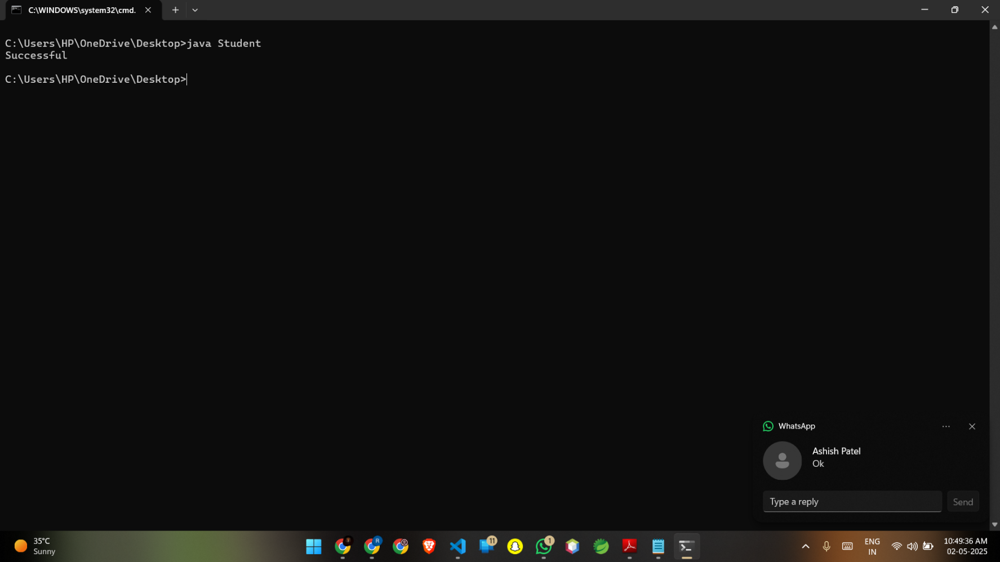 C:\WINDOWS\system32\cmd.
C:\Users\HP\OneDrive\Desktop>java Student
Successful
C:\Users\HP\OneDrive\Desktop>
WhatsApp
Ashish Patel
Ok
Type a reply
Send
35°C
Sunny
R
11
1
ENG
IN
10:49:36 AM
02-05-2025